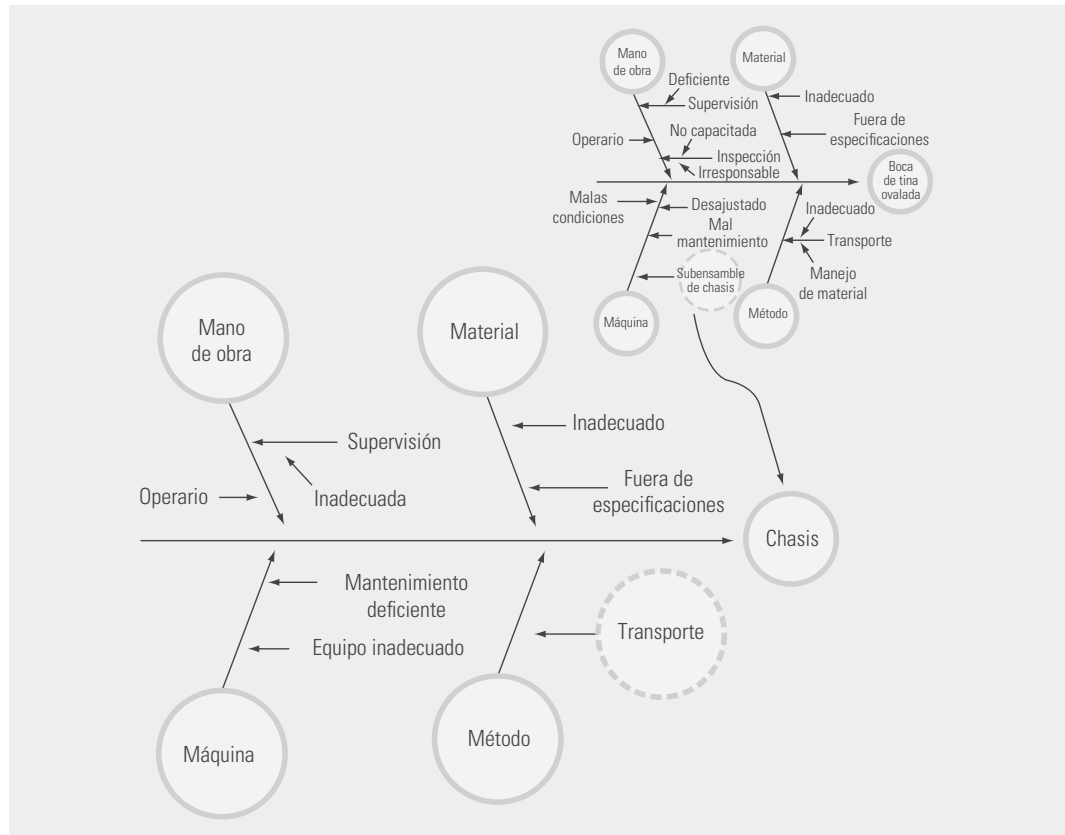 Mano
de obra
Material
Deficiente
Supervisión
Inadecuado
Fuera de
especificaciones
No capacitada
Operario
Inspección
Irresponsable
Boca
de tina
ovalada
Malas
condiciones
Desajustado
Mal
mantenimiento
Inadecuado
Transporte
Manejo
de material
Subensamble
de chasis
Máquina
Método
Mano
de obra
Material
Supervisión
Inadecuado
Operario
Inadecuada
Fuera de
especificaciones
Chasis
Mantenimiento
deficiente
Equipo inadecuado
Transporte
Máquina
Método